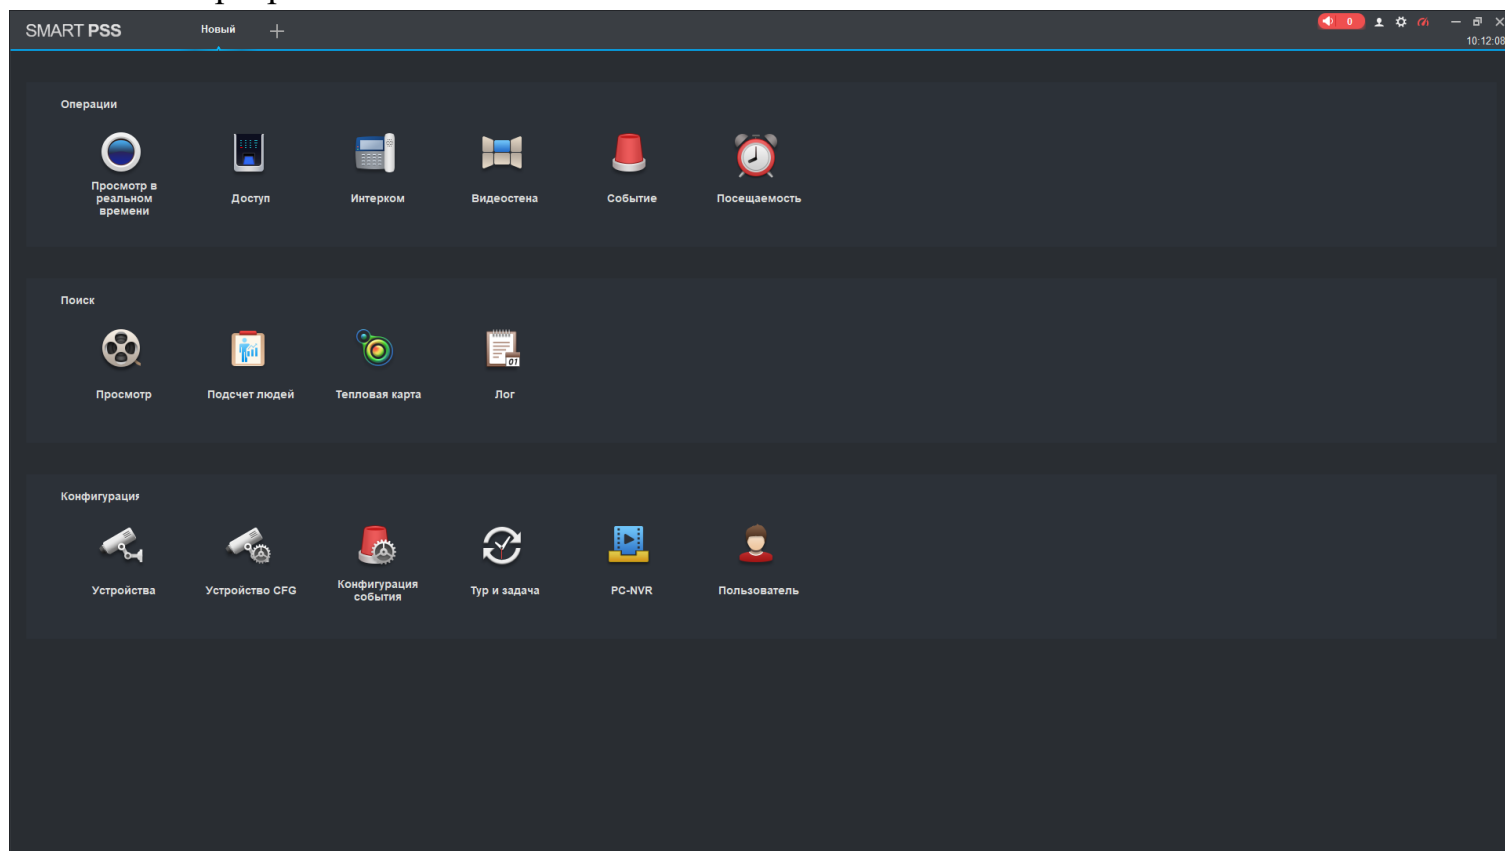 SMART PSS Новый 0
10:12:08
Операции
Просмотр в
реальном
времени
Доступ
Интерком
Видеостена
Событие
Посещаемость
Поиск
01
Просмотр
Подсчет людей
Тепловая карта
Лог
Конфигурация
Устройства
Устройство CFG
Конфигурация
события
Тур и задача
PC-NVR
Пользователь